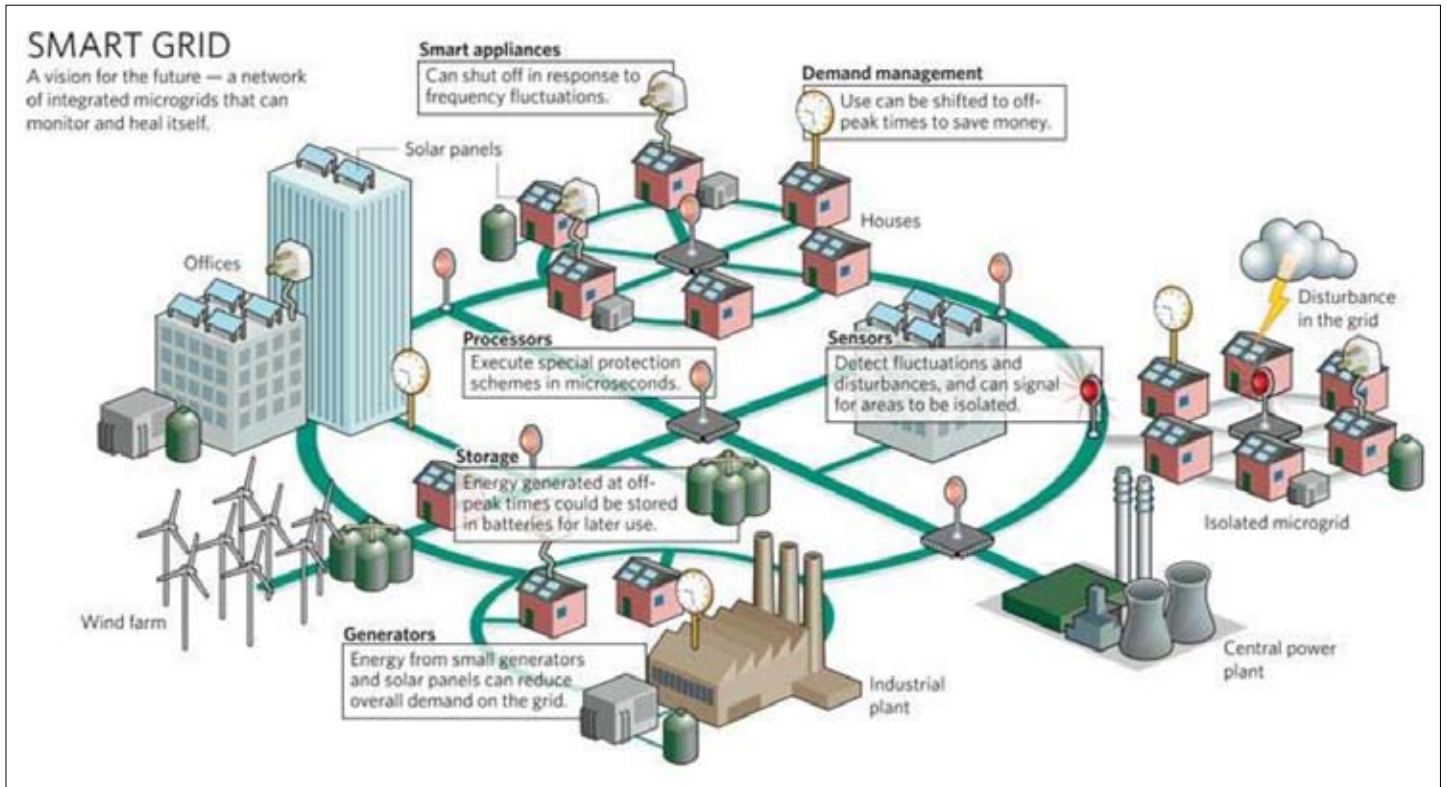 SMART GRID
A vision for the future — a network
of integrated microgrids that can
monitor and heal itself.
Smart appliances
Can shut off in response to
frequency fluctuations.
Demand management
Use can be shifted to off-
peak times to save money.
Solar panels
Houses
Offices
Disturbance
in the grid
Processors
Execute special protection
schemes in microseconds.
Sensors
Detect fluctuations and
disturbances, and can signal
for areas to be isolated.
Storage
Energy generated at off-
peak times could be stored
in batteries for later use.
Isolated microgrid
Wind farm
Generators
Energy from small generators
and solar panels can reduce
overall demand on the grid.
Industrial
plant
Central power
plant